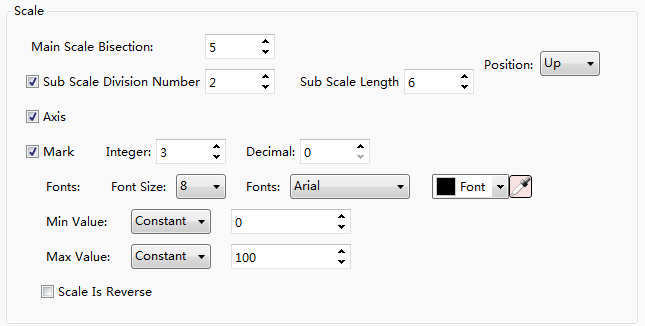 Scale
Main Scale Bisection: 5
Position: Up
Sub Scale Division Number 2 Sub Scale Length 6
Axis
Mark Integer: 3 Decimal: 0
Fonts: Font Size: 8 Fonts: Arial Font
Min Value: Constant 0
Max Value: Constant 100
Scale Is Reverse